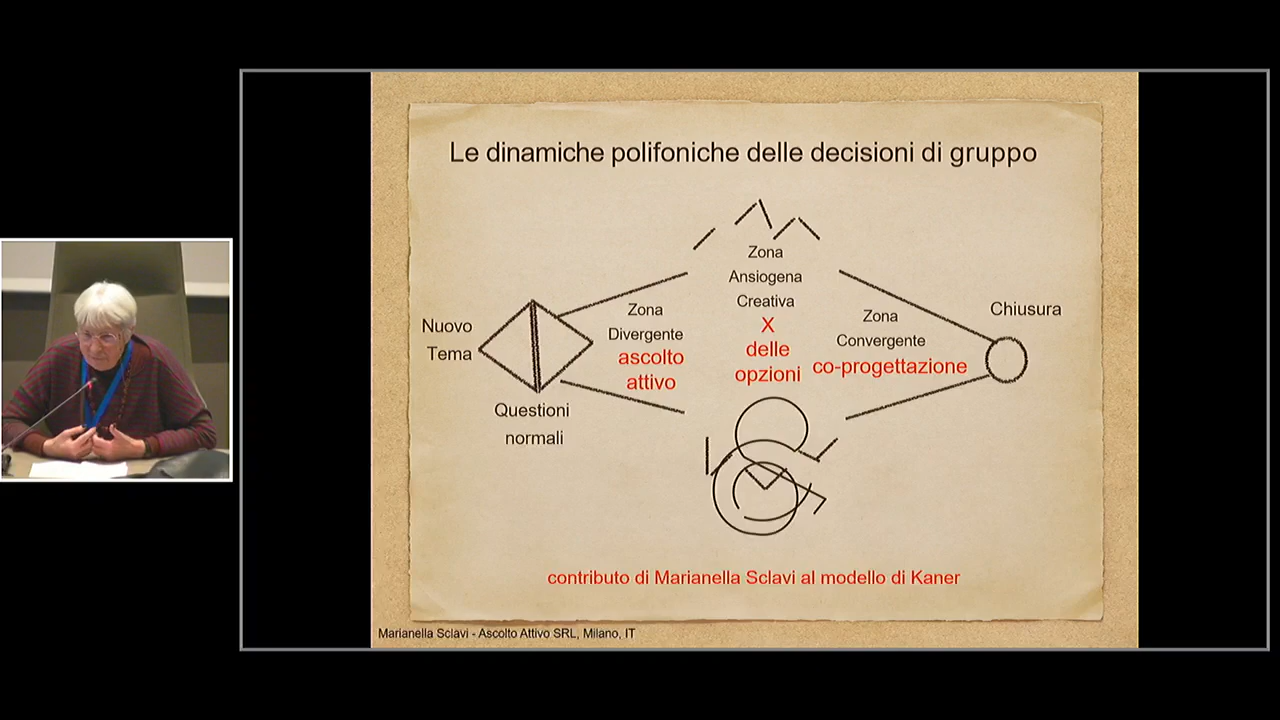 Le dinamiche polifoniche delle decisioni di gruppo
Nuovo
Tema
Questioni
normali
Zona
Divergente
ascolto
attivo
Zona
Ansiogena
Creativa
X
delle
opzioni
Zona
Convergente
co-progettazione
Chiusura
contributo di Marianella Sclavi al modello di Kaner
Marianella Sclavi - Ascolto Attivo SRL, Milano, IT